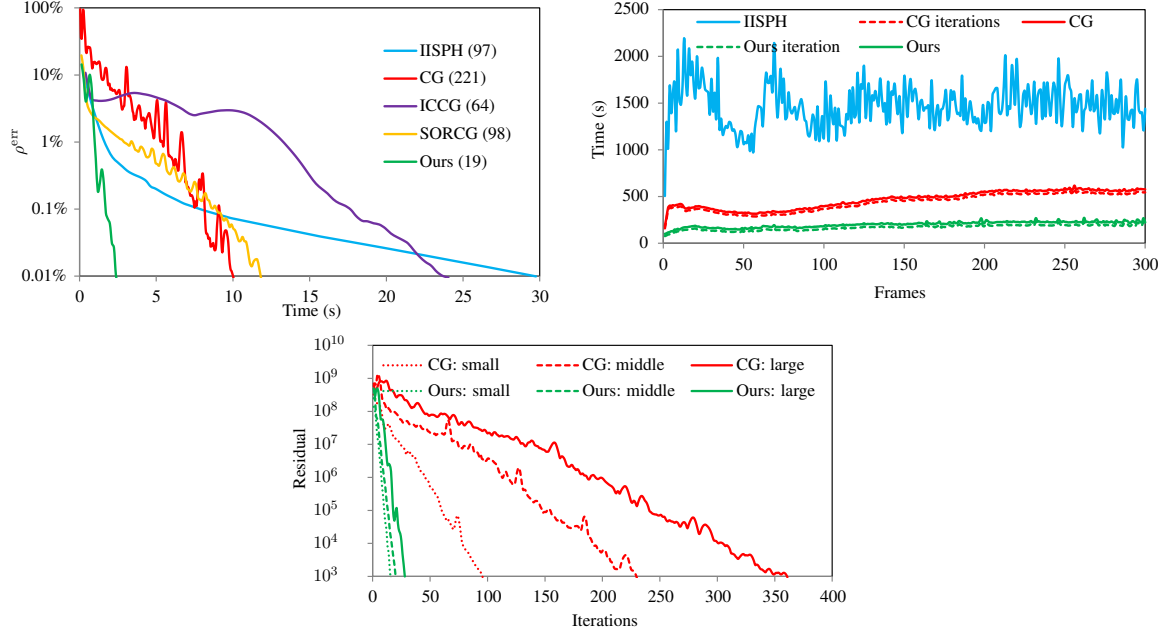 100%
10%
1%
0.1%
0.01%
ρ^err
IISPH (97)
CG (221)
ICCG (64)
SORCG (98)
Ours (19)
0 5 10 15 20 25 30
Time (s)
2500
2000
1500
1000
500
0
Time (s)
IISPH CG iterations CG
Ours iteration Ours
0 50 100 150 200 250 300
Frames
10^10
10^9
10^8
10^7
10^6
10^5
10^4
10^3
Residual
CG: small CG: middle CG: large
Ours: small Ours: middle Ours: large
0 50 100 150 200 250 300 350 400
Iterations